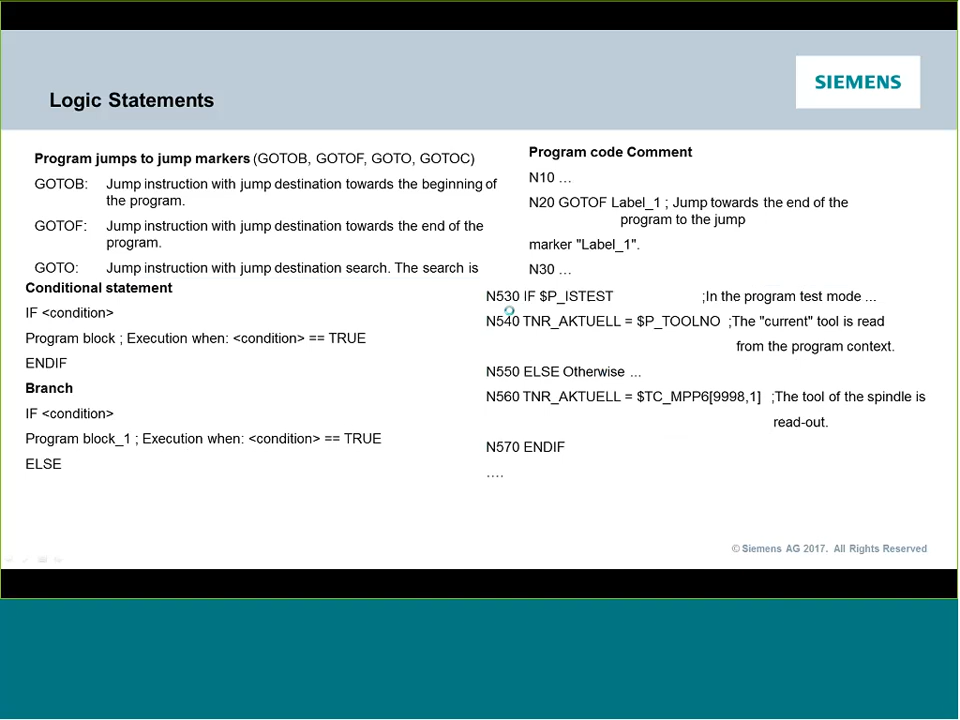 SIEMENS
Logic Statements
Program jumps to jump markers (GOTOB, GOTOF, GOTO, GOTOC)
GOTOB: Jump instruction with jump destination towards the beginning of
the program.
GOTOF: Jump instruction with jump destination towards the end of the
program.
GOTO: Jump instruction with jump destination search. The search is
Conditional statement
IF <condition>
Program block ; Execution when: <condition> == TRUE
ENDIF
Branch
IF <condition>
Program block_1 ; Execution when: <condition> == TRUE
ELSE
Program code Comment
N10 ...
N20 GOTOF Label_1 ; Jump towards the end of the
program to the jump
marker "Label_1".
N30 ...
N530 IF $P_ISTEST ;In the program test mode ...
N540 TNR_AKTUELL = $P_TOOLNO ;The "current" tool is read
from the program context.
N550 ELSE Otherwise ...
N560 TNR_AKTUELL = $TC_MPP6[9998,1] ;The tool of the spindle is
read-out.
N570 ENDIF
....
© Siemens AG 2017. All Rights Reserved